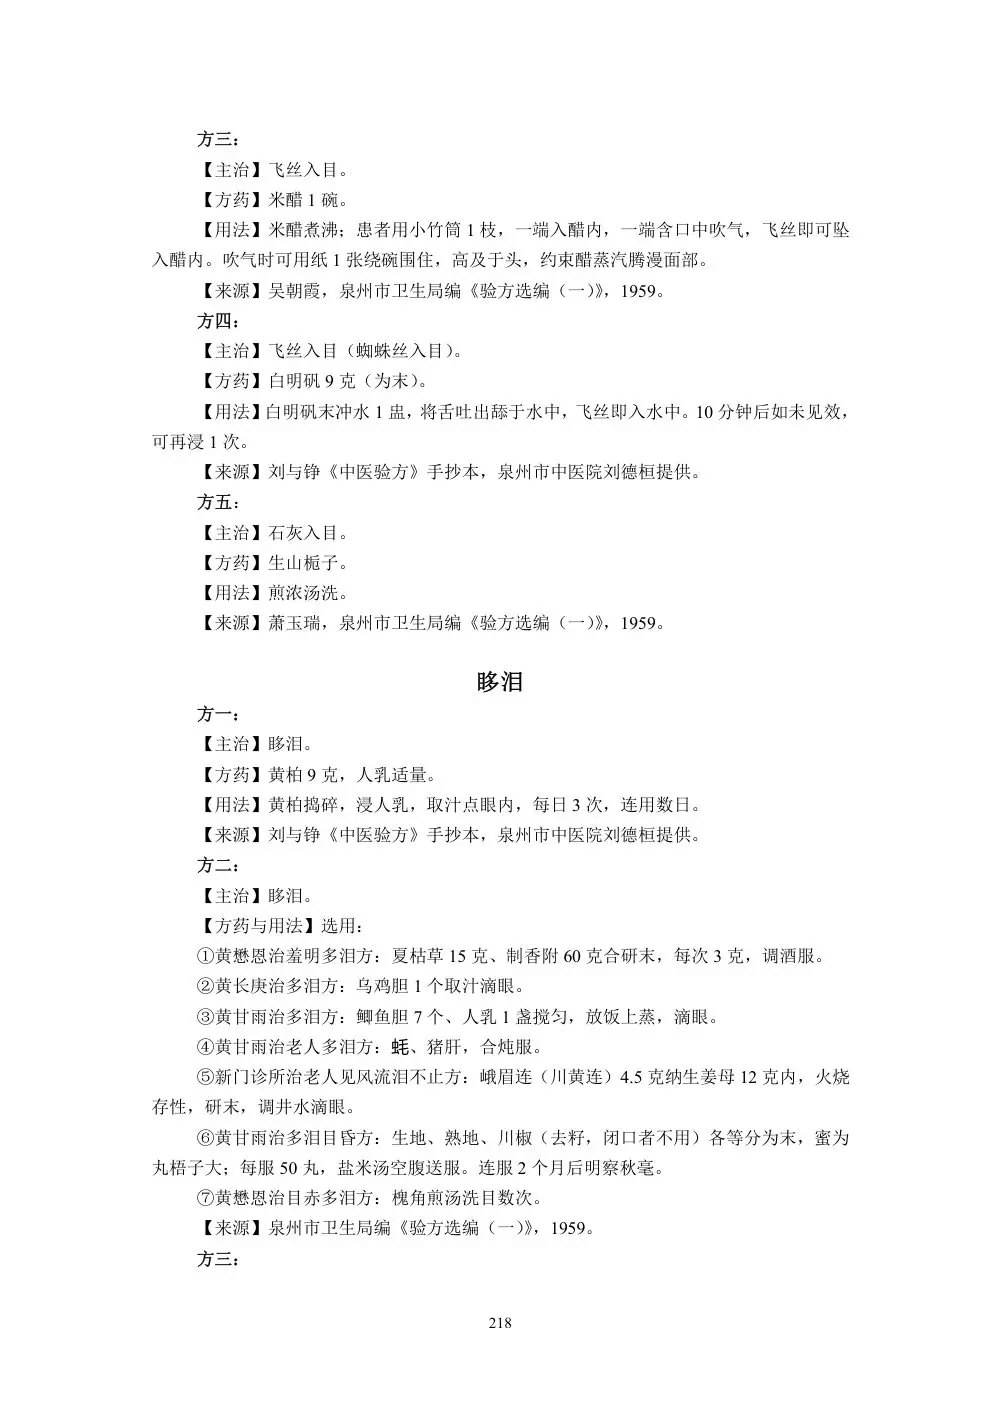 方三：
【主治】飞丝入目。
【方药】米醋 1 碗。
【用法】米醋煮沸；患者用小竹筒 1 枝，一端入醋内，一端含口中吹气，飞丝即可坠
入醋内。吹气时可用纸 1 张绕碗围住，高及于头，约束醋蒸汽腾漫面部。
【来源】吴朝霞，泉州市卫生局编《验方选编（一）》，1959。
方四：
【主治】飞丝入目（蜘蛛丝入目）。
【方药】白明矾 9 克（为末）。
【用法】白明矾末冲水 1 盅，将舌吐出舔于水中，飞丝即入水中。10 分钟后如未见效，
可再浸 1 次。
【来源】刘与铮《中医验方》手抄本，泉州市中医院刘德桓提供。
方五：
【主治】石灰入目。
【方药】生山栀子。
【用法】煎浓汤洗。
【来源】萧玉瑞，泉州市卫生局编《验方选编（一）》，1959。
眵泪
方一：
【主治】眵泪。
【方药】黄柏 9 克，人乳适量。
【用法】黄柏捣碎，浸人乳，取汁点眼内，每日 3 次，连用数日。
【来源】刘与铮《中医验方》手抄本，泉州市中医院刘德桓提供。
方二：
【主治】眵泪。
【方药与用法】选用：
①黄懋恩治羞明多泪方：夏枯草 15 克、制香附 60 克合研末，每次 3 克，调酒服。
②黄长庚治多泪方：乌鸡胆 1 个取汁滴眼。
③黄甘雨治多泪方：鲫鱼胆 7 个、人乳 1 盏搅匀，放饭上蒸，滴眼。
④黄甘雨治老人多泪方：蚝、猪肝，合炖服。
⑤新门诊所治老人见风流泪不止方：峨眉连（川黄连）4.5 克纳生姜母 12 克内，火烧
存性，研末，调井水滴眼。
⑥黄甘雨治多泪目昏方：生地、熟地、川椒（去籽，闭口者不用）各等分为末，蜜为
丸梧子大；每服 50 丸，盐米汤空腹送服。连服 2 个月后明察秋毫。
⑦黄懋恩治目赤多泪方：槐角煎汤洗目数次。
【来源】泉州市卫生局编《验方选编（一）》，1959。
方三：
218